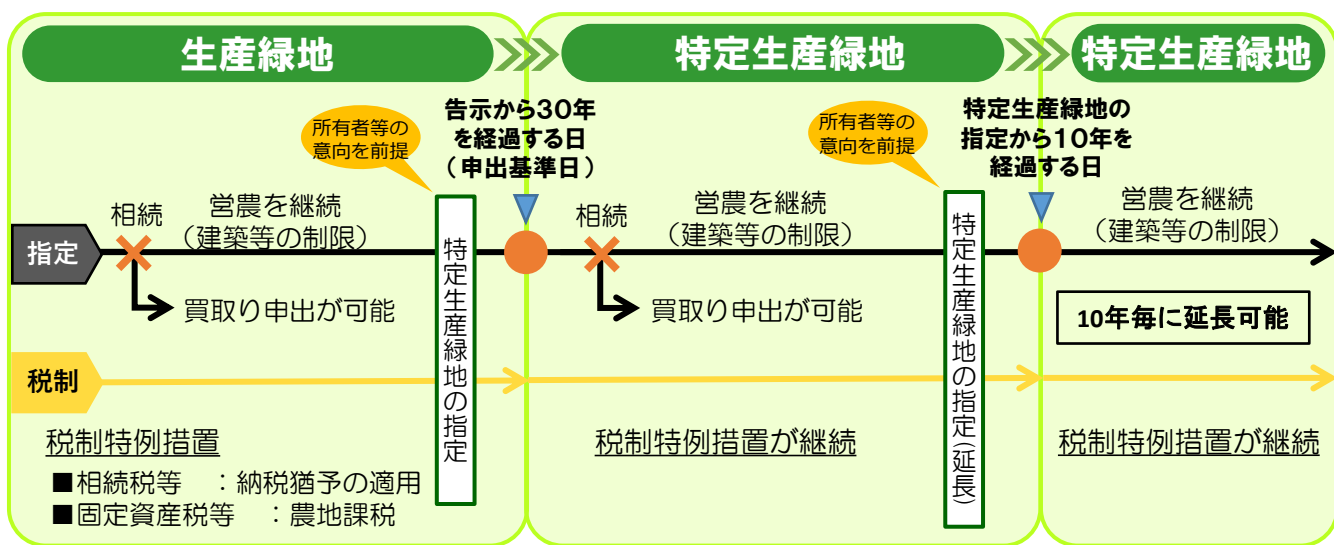 生産緑地
特定生産緑地
特定生産緑地
所有者等の
意向を前提
告示から30年
を経過する日
（申出基準日）
所有者等の
意向を前提
特定生産緑地の
指定から10年を
経過する日
指定
相続
営農を継続
（建築等の制限）
買取り申出が可能
特定生産緑地の指定
相続
営農を継続
（建築等の制限）
買取り申出が可能
特定生産緑地の指定(延長)
営農を継続
（建築等の制限）
10年毎に延長可能
税制
税制特例措置
■相続税等　：納税猶予の適用
■固定資産税等　：農地課税
税制特例措置が継続
税制特例措置が継続